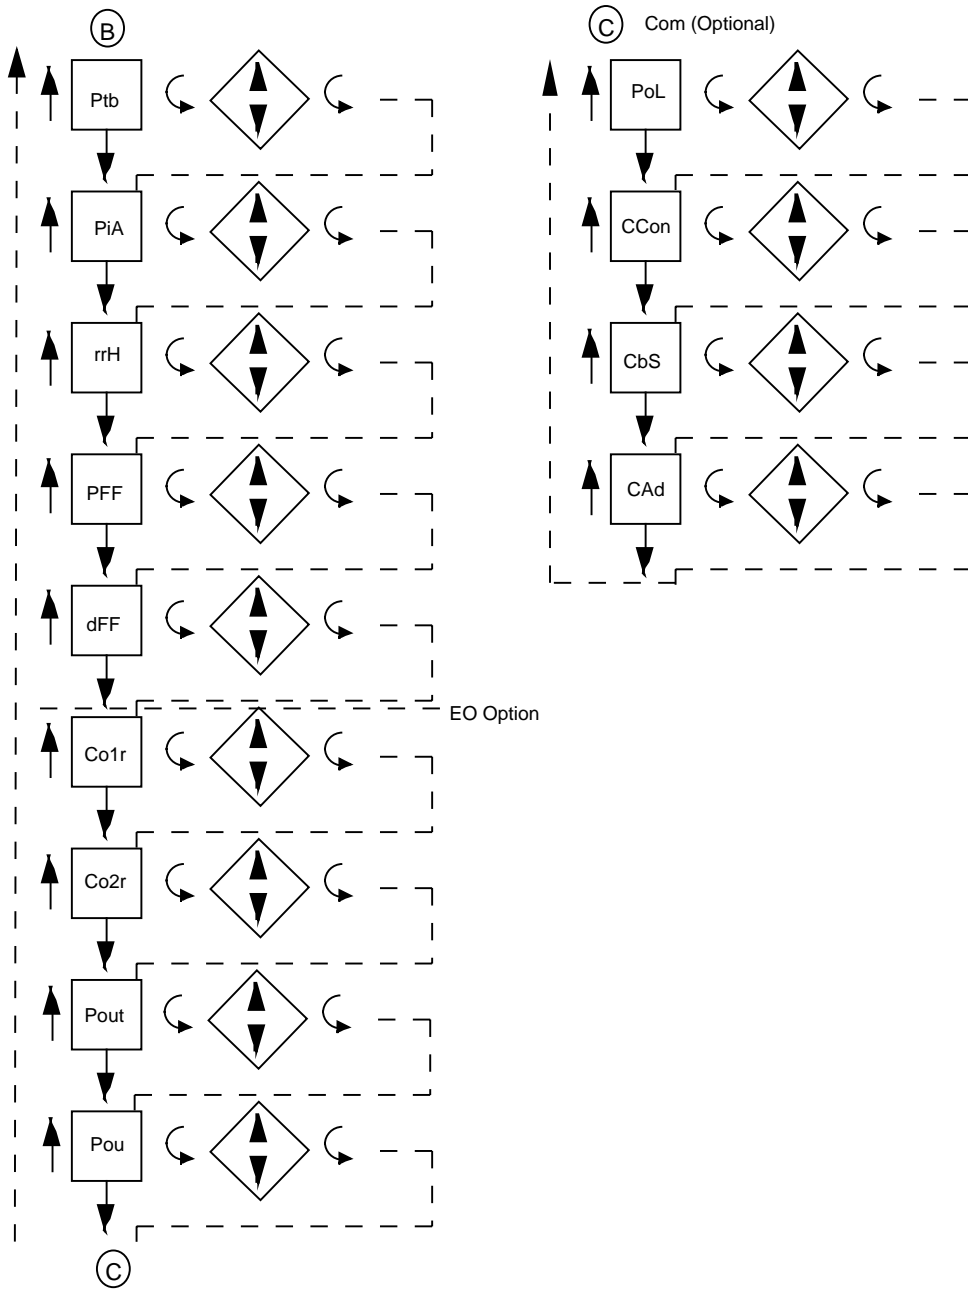 B
Ptb
PiA
rrH
PFF
dFF
EO Option
Co1r
Co2r
Pout
Pou
C
C Com (Optional)
PoL
CCon
CbS
CAd